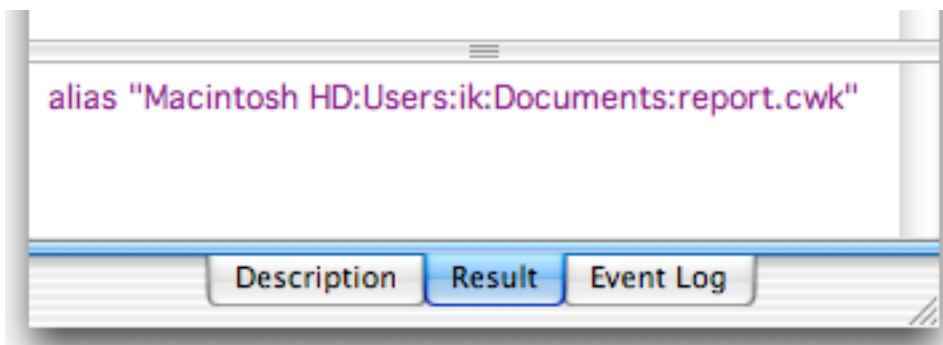 alias "Macintosh HD:Users:ik:Documents:report.cwk"
Description Result Event Log